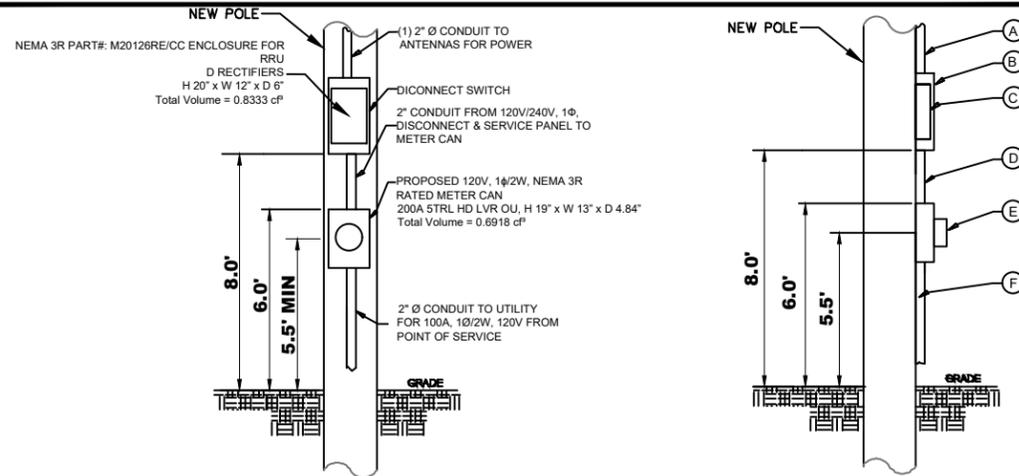 NEW POLE
NEMA 3R PART#: M20126RE/CC ENCLOSURE FOR
RRU
D RECTIFIERS
H 20" x W 12" x D 6"
Total Volume = 0.8333 cf³
(1) 2" Ø CONDUIT TO
ANTENNAS FOR POWER
DICONNECT SWITCH
2" CONDUIT FROM 120V/240V, 1Φ,
DISCONNECT & SERVICE PANEL TO
METER CAN
PROPOSED 120V, 1ϕ/2W, NEMA 3R
RATED METER CAN
200A 5TRL HD LVR OU, H 19" x W 13" x D 4.84"
Total Volume = 0.6918 cf³
2" Ø CONDUIT TO UTILITY
FOR 100A, 1Ø/2W, 120V FROM
POINT OF SERVICE
8.0'
6.0'
5.5' MIN
GRADE
NEW POLE
A
B
C
D
E
F
8.0'
6.0'
5.5'
GRADE